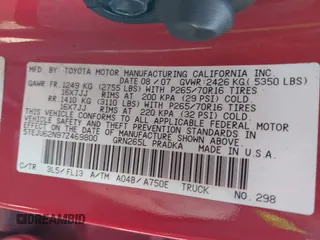 MFD. BY TOYOTA MOTOR MANUFACTURING CALIFORNIA INC.
DATE 08/07 GVWR 2426 KG ( 5350 LBS)
GAWR FR. 1249 KG (2755 LBS) WITH P265/70R16 TIRES
16X7JJ RIMS AT 200 KPA (29 PSI) COLD
RR. 1410 KG (3110 LBS) WITH P265/70R16 TIRES
16X7JJ RIMS AT 220 KPA (32 PSI) COLD
THIS VEHICLE CONFORMS TO ALL APPLICABLE FEDERAL MOTOR
VEHICLE SAFETY STANDARDS IN EFFECT ON THE DATE OF
MANUFACTURE SHOWN ABOVE.
5TEJU62N97Z469800 GRN265L PRADKA MADE IN U.S.A.
C/TR 3L5/FL13 A/TM A04B/A750E TRUCK
NO. 298
DREAMBID